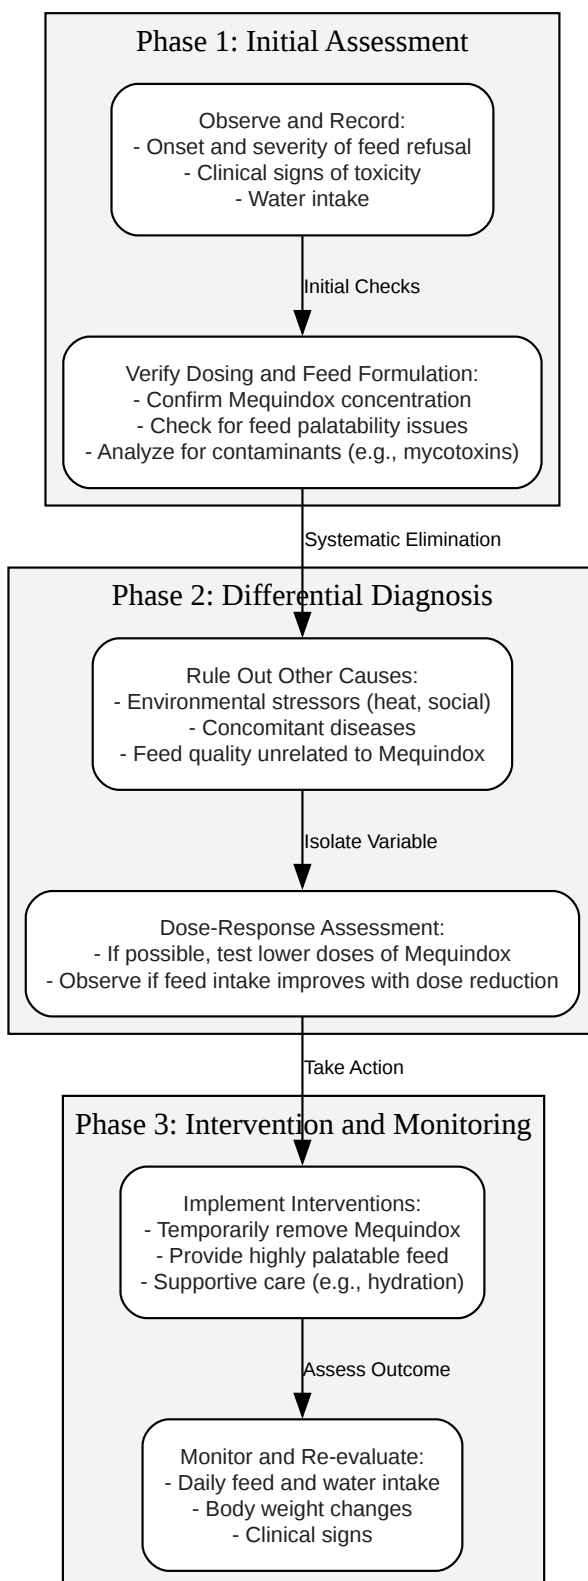 Phase 1: Initial Assessment
Observe and Record:
- Onset and severity of feed refusal
- Clinical signs of toxicity
- Water intake
Initial Checks
Verify Dosing and Feed Formulation:
- Confirm Mequindox concentration
- Check for feed palatability issues
- Analyze for contaminants (e.g., mycotoxins)
Systematic Elimination
Phase 2: Differential Diagnosis
Rule Out Other Causes:
- Environmental stressors (heat, social)
- Concomitant diseases
- Feed quality unrelated to Mequindox
Isolate Variable
Dose-Response Assessment:
- If possible, test lower doses of Mequindox
- Observe if feed intake improves with dose reduction
Take Action
Phase 3: Intervention and Monitoring
Implement Interventions:
- Temporarily remove Mequindox
- Provide highly palatable feed
- Supportive care (e.g., hydration)
Assess Outcome
Monitor and Re-evaluate:
- Daily feed and water intake
- Body weight changes
- Clinical signs